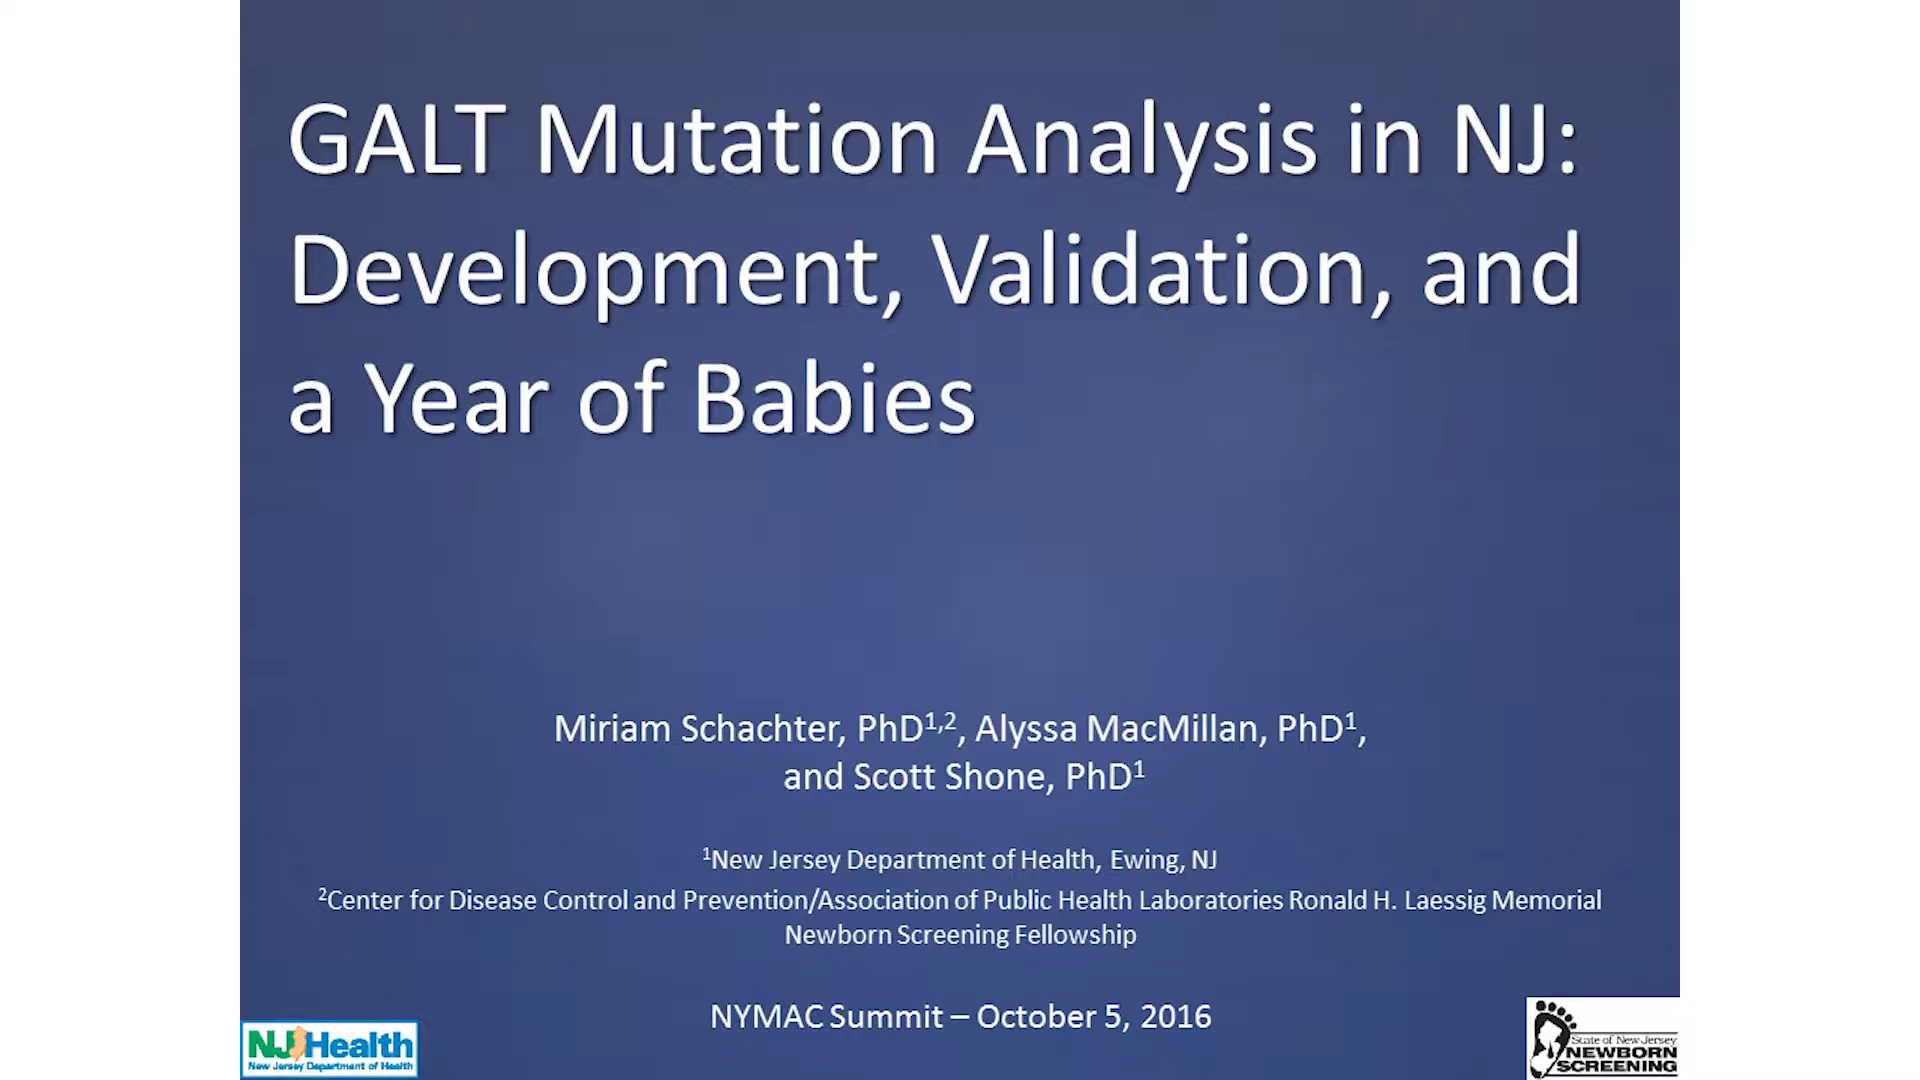 GALT Mutation Analysis in NJ:
Development, Validation, and
a Year of Babies
Miriam Schachter, PhD1,2, Alyssa MacMillan, PhD1,
and Scott Shone, PhD1
1New Jersey Department of Health, Ewing, NJ
2Center for Disease Control and Prevention/Association of Public Health Laboratories Ronald H. Laessig Memorial
Newborn Screening Fellowship
NYMAC Summit – October 5, 2016
NJHealth
New Jersey Department of Health
State of New Jersey
NEWBORN
SCREENING